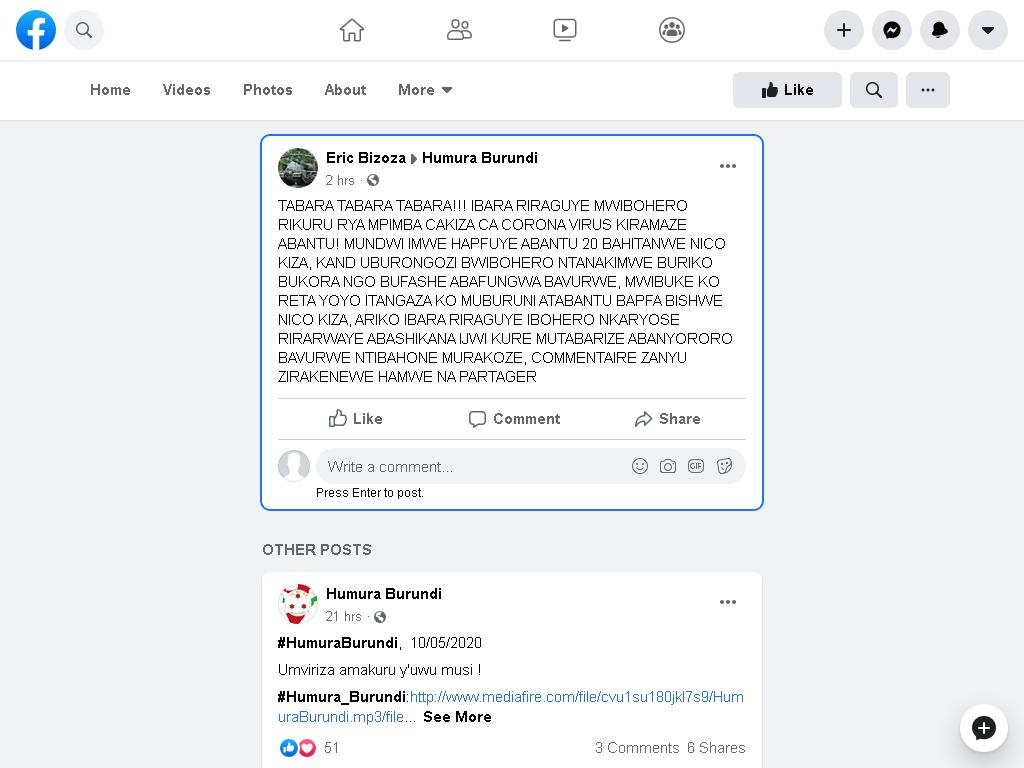 Home Videos Photos About More Like
Eric Bizoza Humura Burundi
2 hrs ·
TABARA TABARA TABARA!!! IBARA RIRAGUYE MWIBOHERO
RIKURU RYA MPIMBA CAKIZA CA CORONA VIRUS KIRAMAZE
ABANTU! MUNDWI IMWE HAPFUYE ABANTU 20 BAHITANWE NICO
KIZA, KAND UBURONGOZI BWIBOHERO NTANAKIMWE BURIKO
BUKORA NGO BUFASHE ABAFUNGWA BAVURWE, MWIBUKE KO
RETA YOYO ITANGAZA KO MUBURUNI ATABANTU BAPFA BISHWE
NICO KIZA, ARIKO IBARA RIRAGUYE IBOHERO NKARYOSE
RIRARWAYE ABASHIKANA IJWI KURE MUTABARIZE ABANYORORO
BAVURWE NTIBAHONE MURAKOZE, COMMENTAIRE ZANYU
ZIRAKENEWE HAMWE NA PARTAGER
Like Comment Share
Write a comment... GIF
Press Enter to post.
OTHER POSTS
Humura Burundi
21 hrs ·
#HumuraBurundi, 10/05/2020
Umviriza amakuru y'uwu musi !
#Humura_Burundi:http://www.mediafire.com/file/cvu1su180jkl7s9/Hum
uraBurundi.mp3/file... See More
51 3 Comments 6 Shares